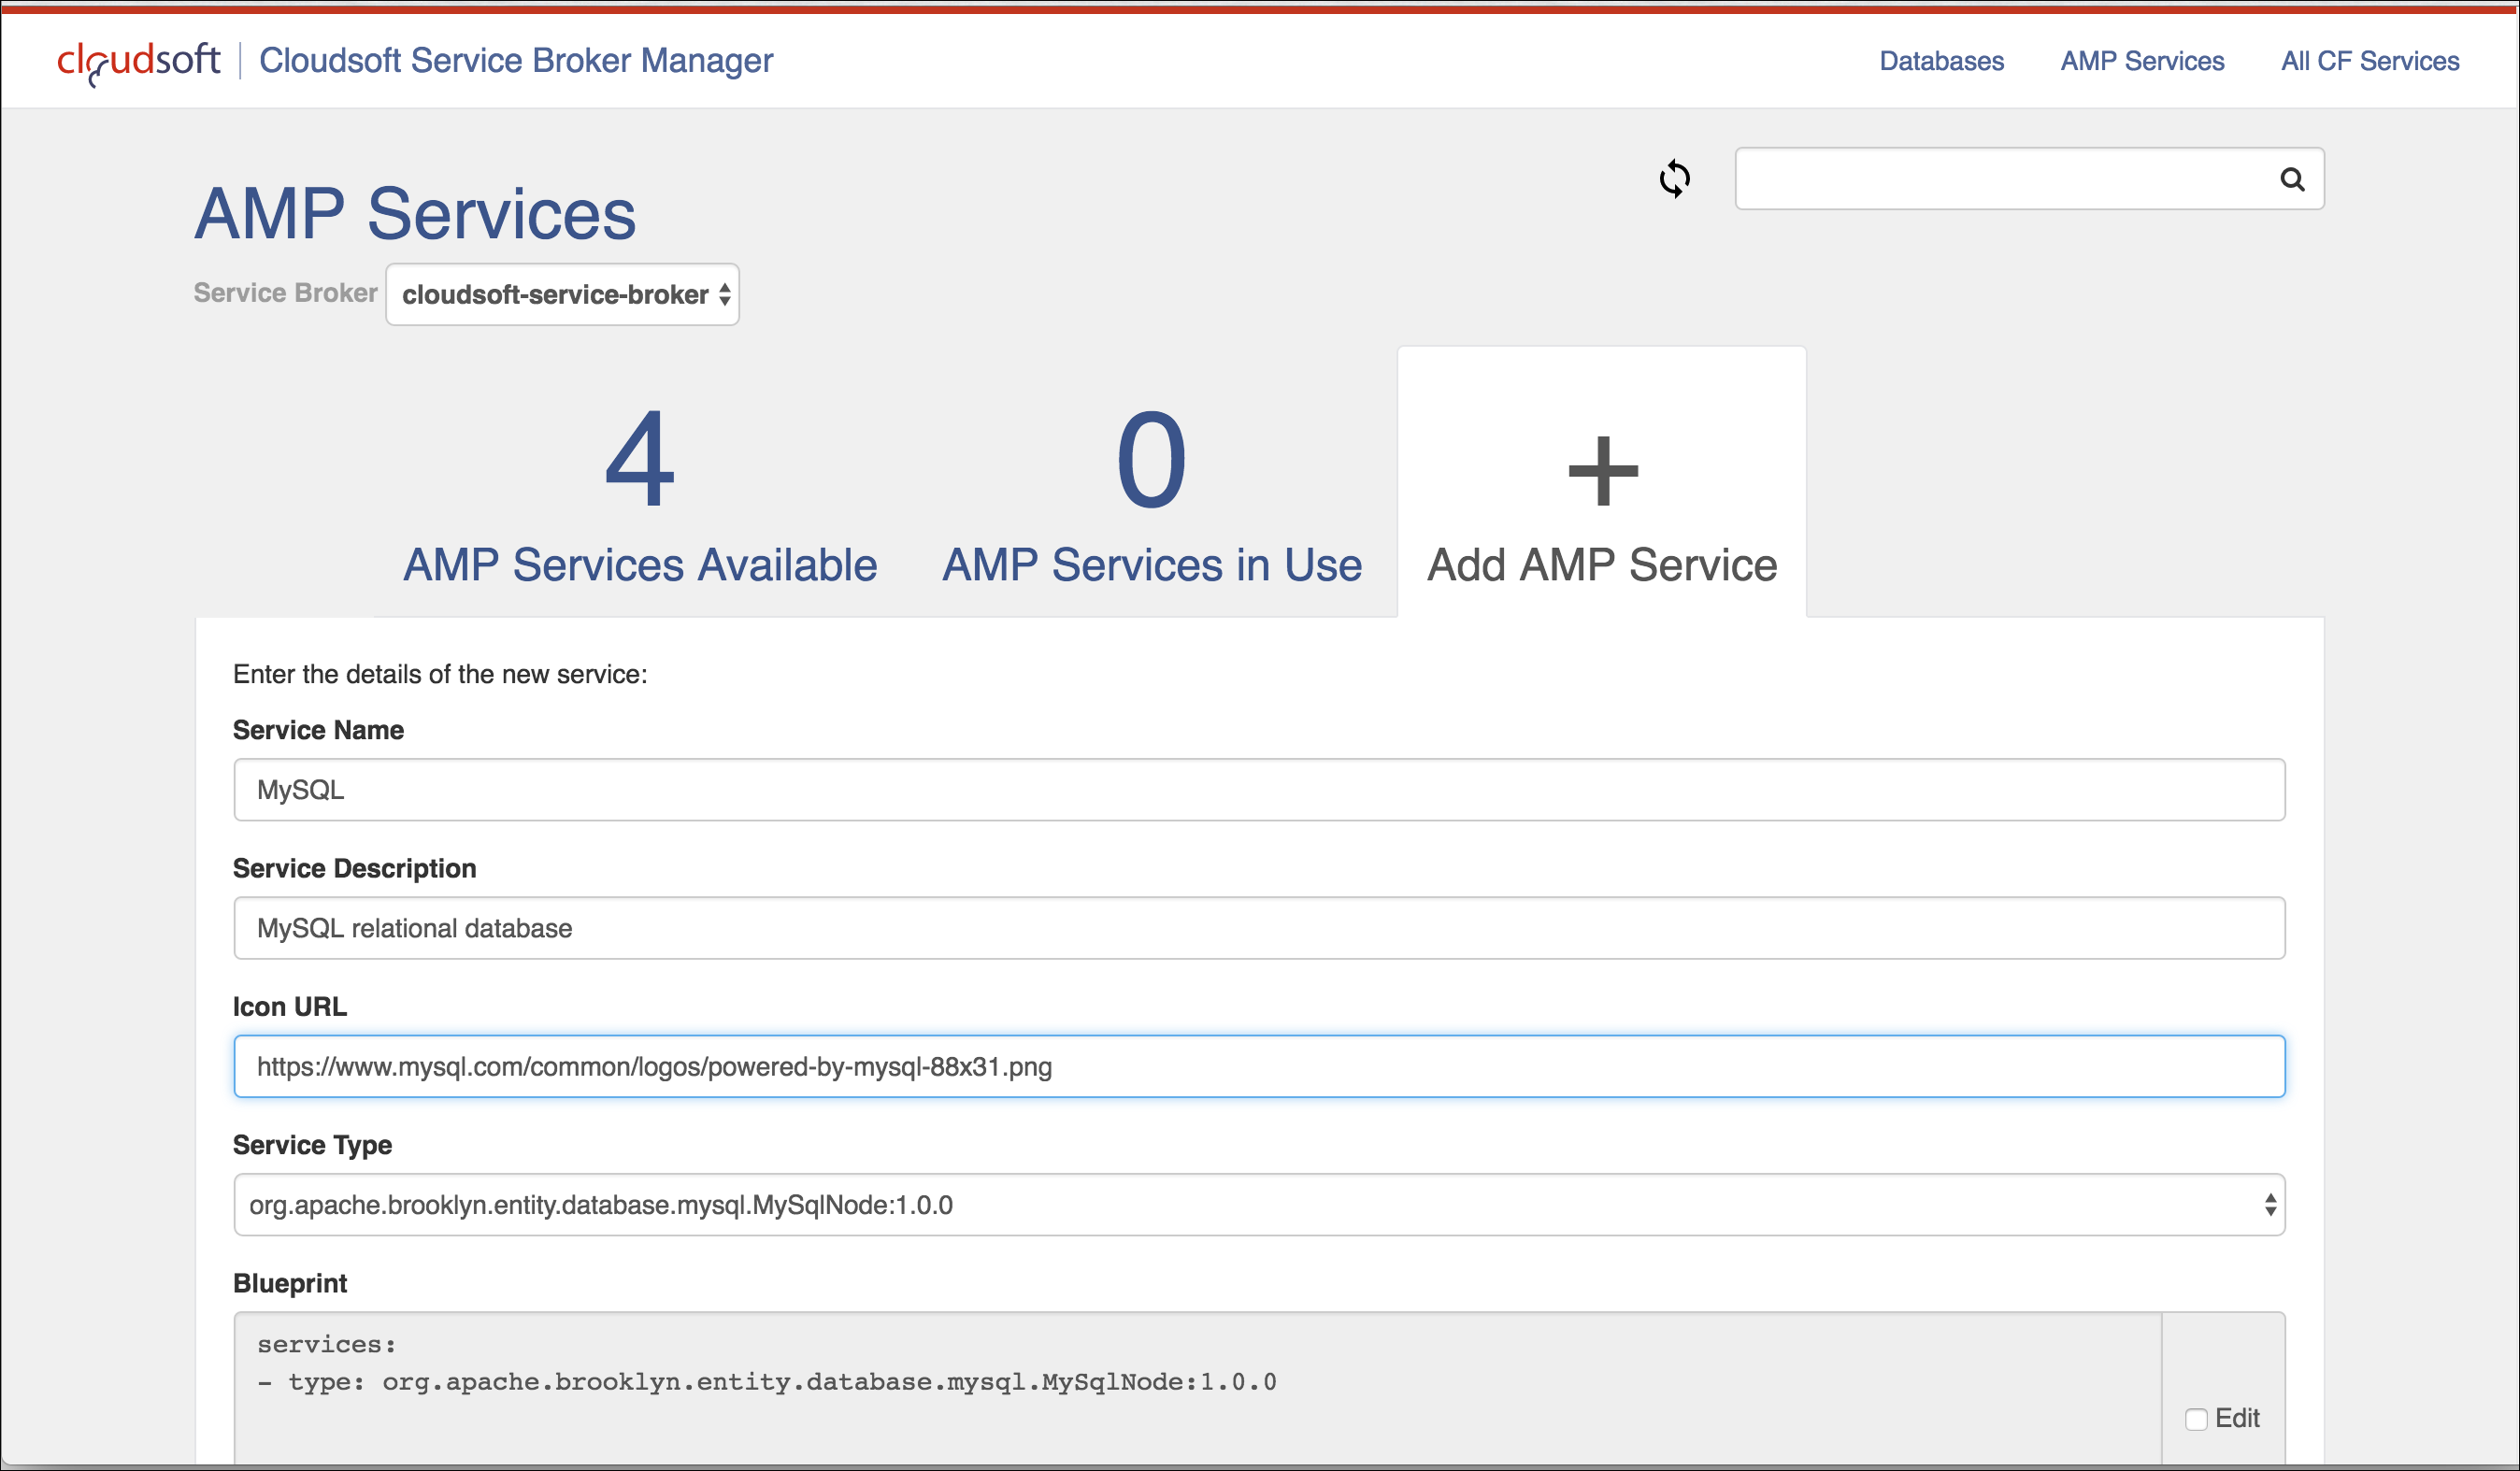 cloudsoft
Cloudsoft Service Broker Manager
Databases
AMP Services
All CF Services
AMP Services
Service Broker
cloudsoft-service-broker
4
AMP Services Available
0
AMP Services in Use
+
Add AMP Service
Enter the details of the new service:
Service Name
MySQL
Service Description
MySQL relational database
Icon URL
https://www.mysql.com/common/logos/powered-by-mysql-88x31.png
Service Type
org.apache.brooklyn.entity.database.mysql.MySqlNode:1.0.0
Blueprint
services:
- type: org.apache.brooklyn.entity.database.mysql.MySqlNode:1.0.0
Edit